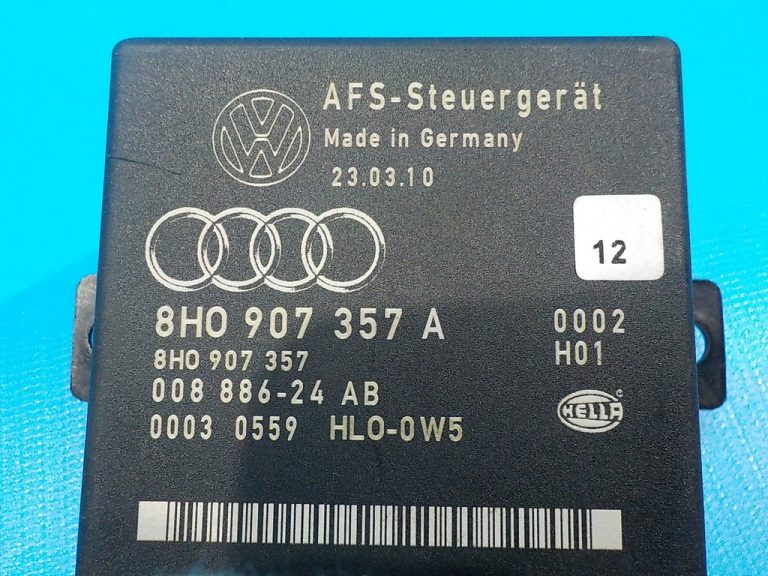 AFS-Steuergerät
VW
Made in Germany
23.03.10
12
8H0 907 357 A 0002
8H0 907 357 H01
008 886-24 AB
HELLA ©
0003 0559 HLO-0W5